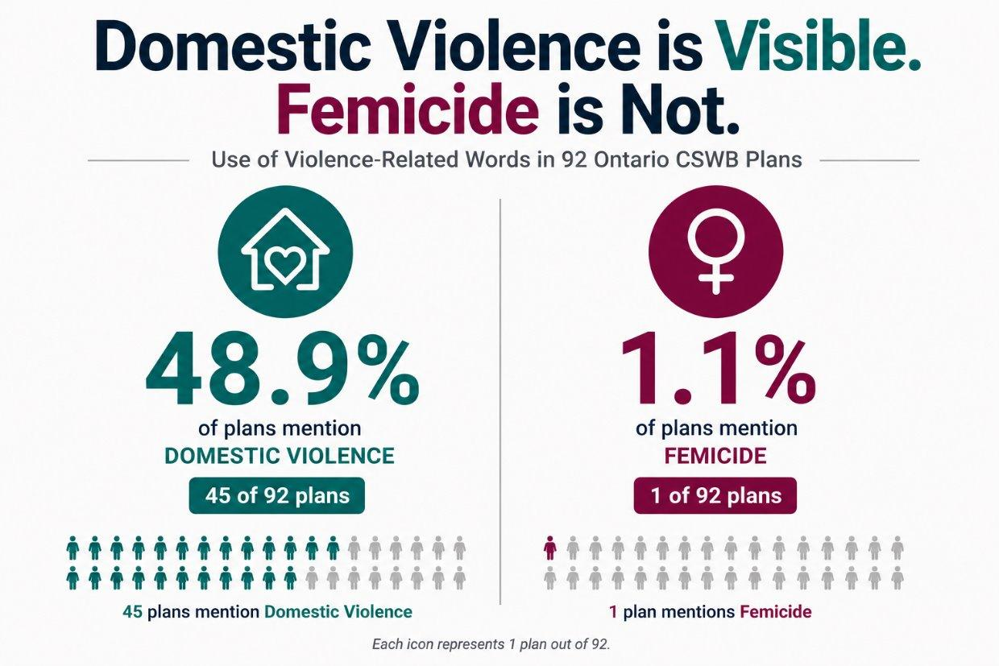 Domestic Violence is Visible.
Femicide is Not.
Use of Violence-Related Words in 92 Ontario CSWB Plans
48.9%
of plans mention
DOMESTIC VIOLENCE
45 of 92 plans
45 plans mention Domestic Violence
1.1%
of plans mention
FEMICIDE
1 of 92 plans
1 plan mentions Femicide
Each icon represents 1 plan out of 92.